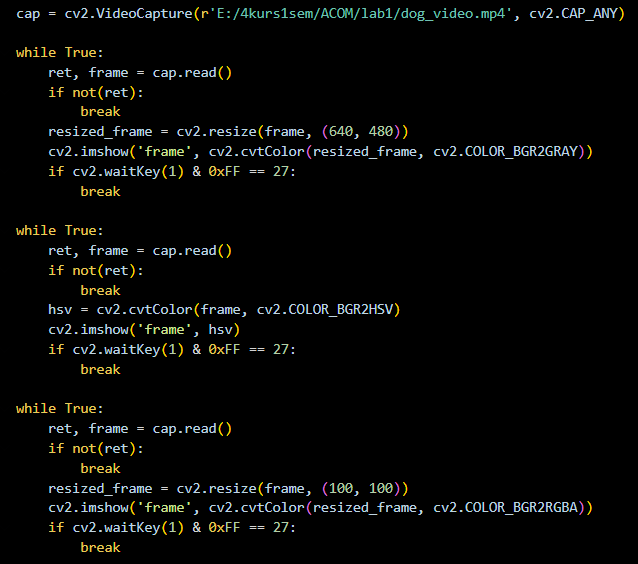 cap = cv2.VideoCapture(r'E:/4kurs1sem/ACOM/lab1/dog_video.mp4', cv2.CAP_ANY)
while True:
    ret, frame = cap.read()
    if not(ret):
        break
    resized_frame = cv2.resize(frame, (640, 480))
    cv2.imshow('frame', cv2.cvtColor(resized_frame, cv2.COLOR_BGR2GRAY))
    if cv2.waitKey(1) & 0xFF == 27:
        break
while True:
    ret, frame = cap.read()
    if not(ret):
        break
    hsv = cv2.cvtColor(frame, cv2.COLOR_BGR2HSV)
    cv2.imshow('frame', hsv)
    if cv2.waitKey(1) & 0xFF == 27:
        break
while True:
    ret, frame = cap.read()
    if not(ret):
        break
    resized_frame = cv2.resize(frame, (100, 100))
    cv2.imshow('frame', cv2.cvtColor(resized_frame, cv2.COLOR_BGR2RGBA))
    if cv2.waitKey(1) & 0xFF == 27:
        break